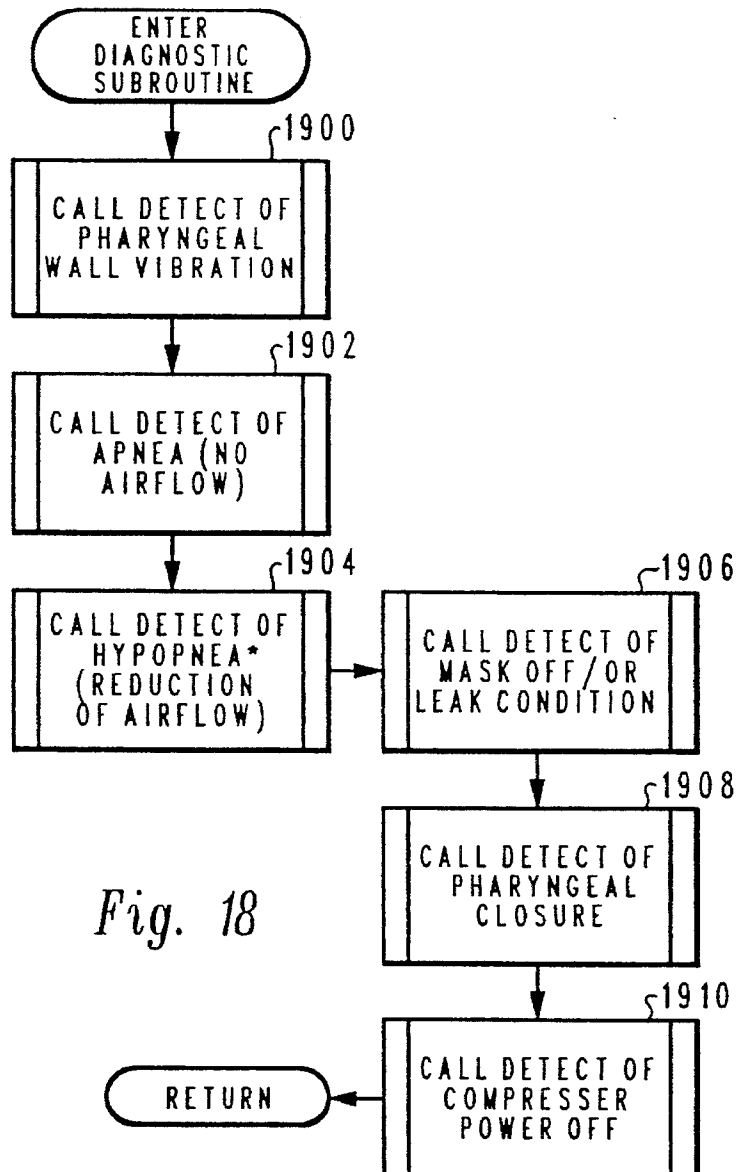 ENTER
DIAGNOSTIC
SUBROUTINE
1900
CALL DETECT OF
PHARYNGEAL
WALL VIBRATION
1902
CALL DETECT OF
APNEA (NO
AIRFLOW)
1904
CALL DETECT OF
HYPOPNEA*
(REDUCTION
OF AIRFLOW)
1906
CALL DETECT OF
MASK OFF/OR
LEAK CONDITION
1908
CALL DETECT OF
PHARYNGEAL
CLOSURE
1910
CALL DETECT OF
COMPRESSER
POWER OFF
RETURN
Fig. 18